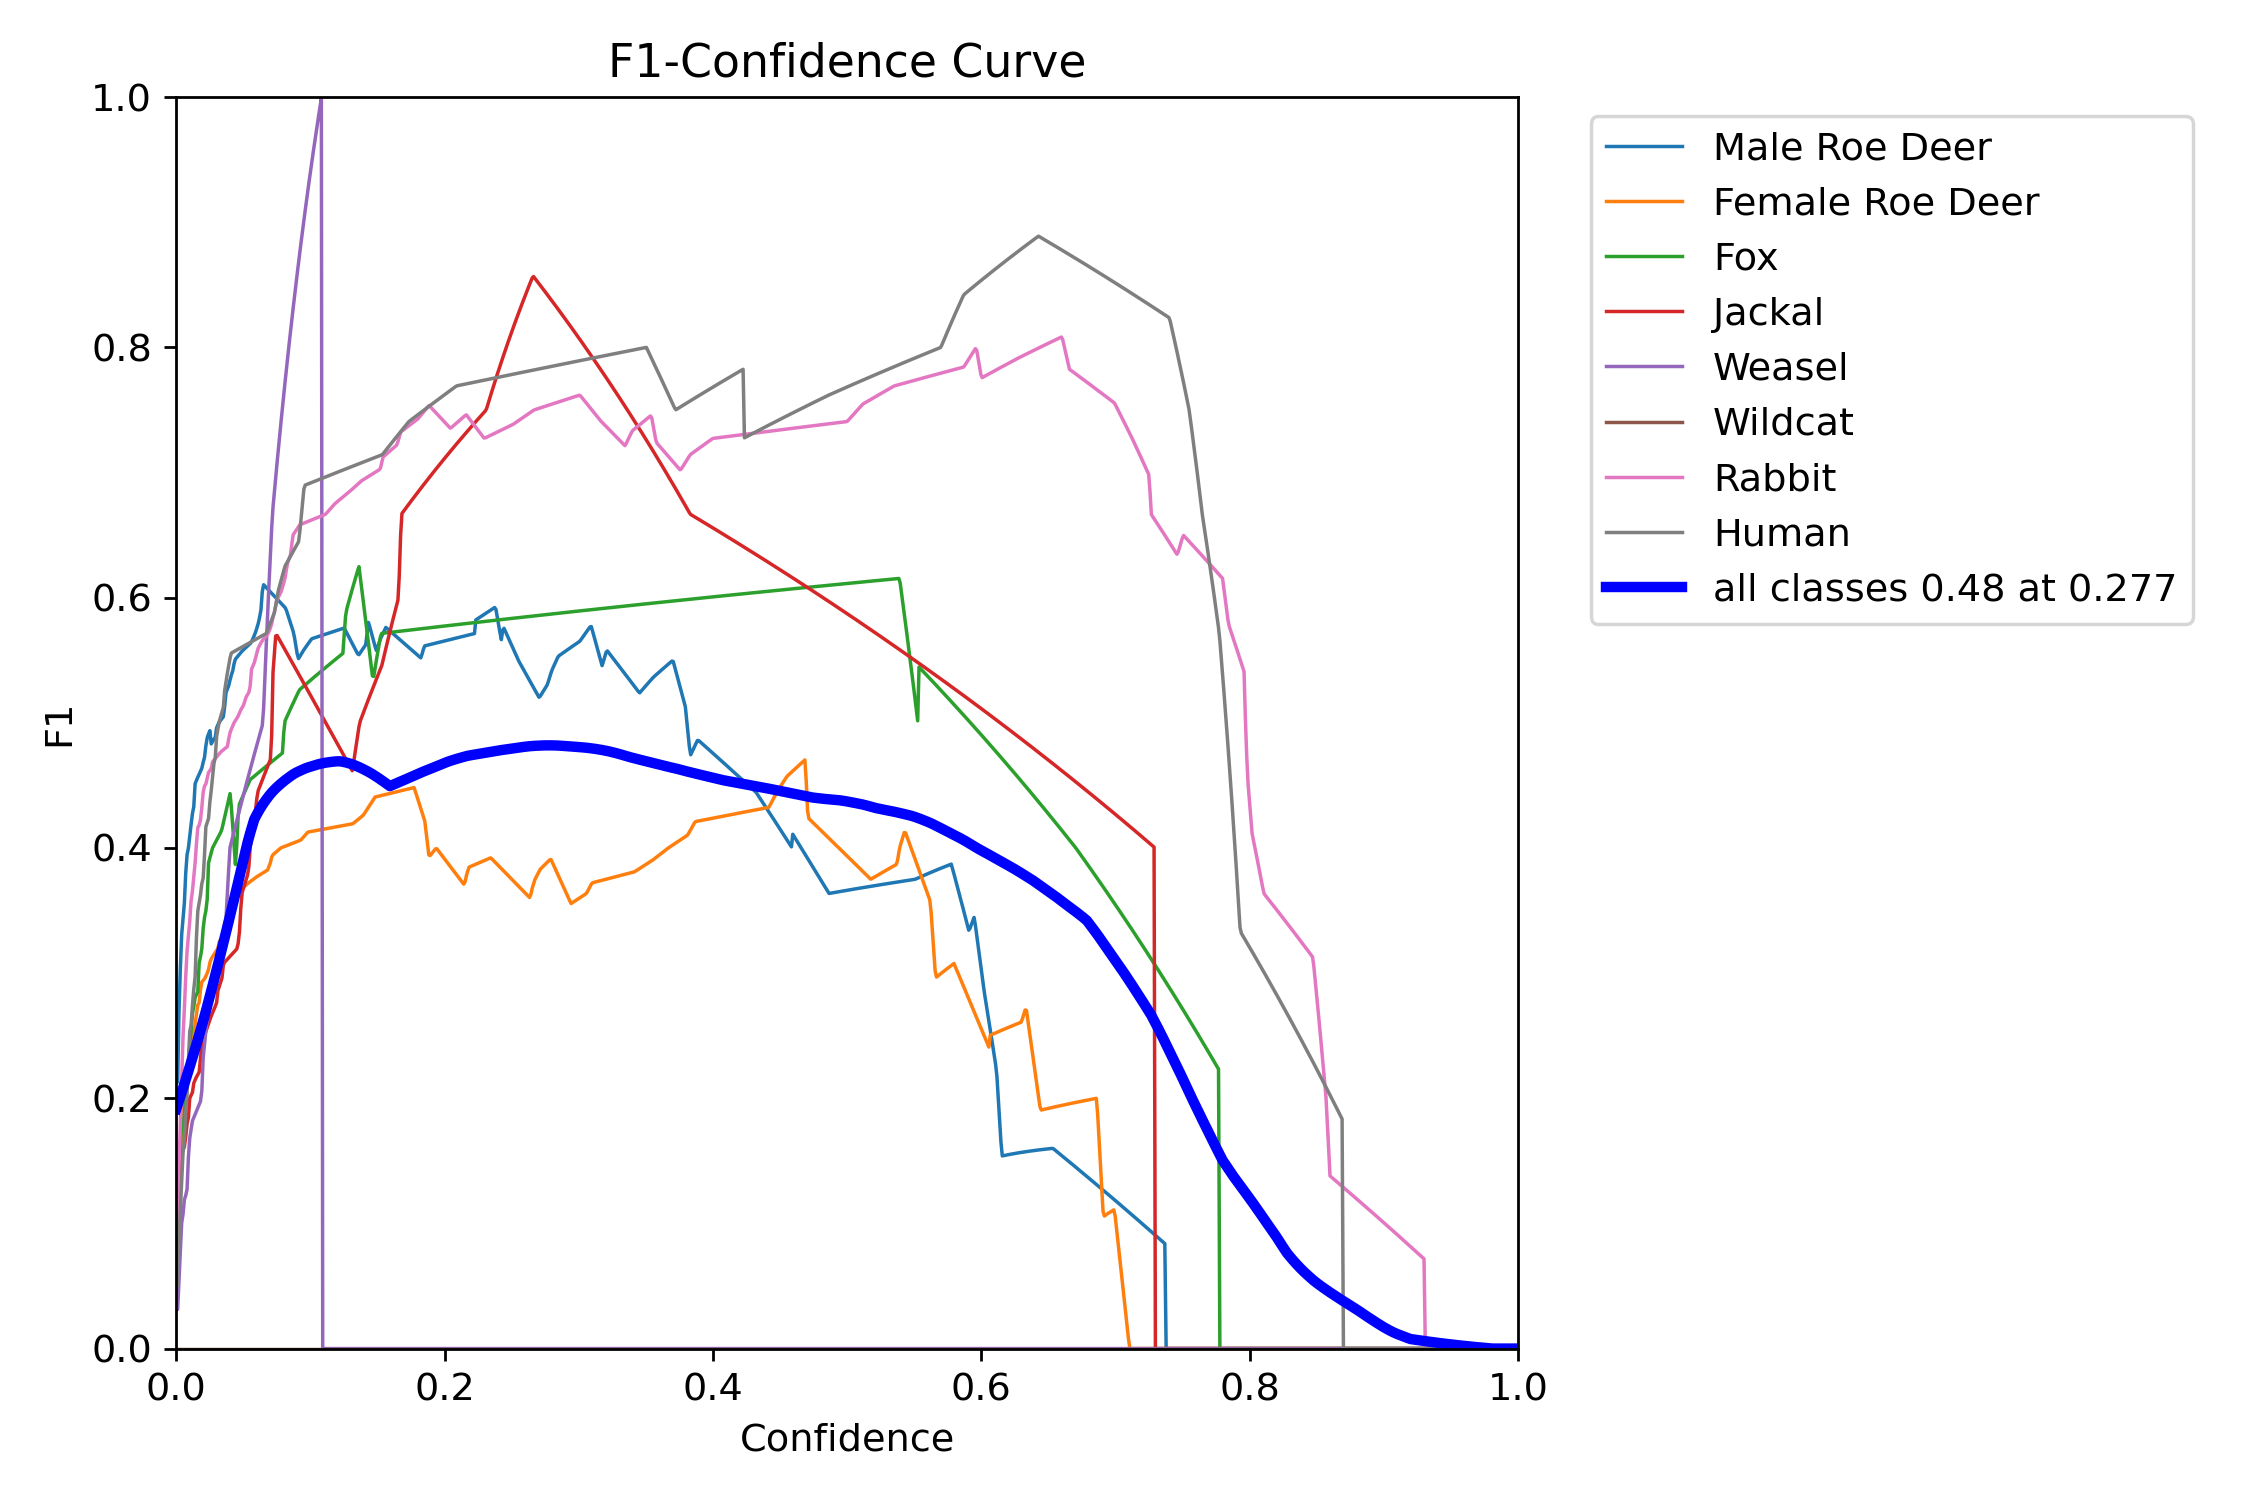 F1-Confidence Curve
1.0
0.8
0.6
0.4
0.2
0.0
F1
0.0 0.2 0.4 0.6 0.8 1.0
Confidence
Male Roe Deer
Female Roe Deer
Fox
Jackal
Weasel
Wildcat
Rabbit
Human
all classes 0.48 at 0.277